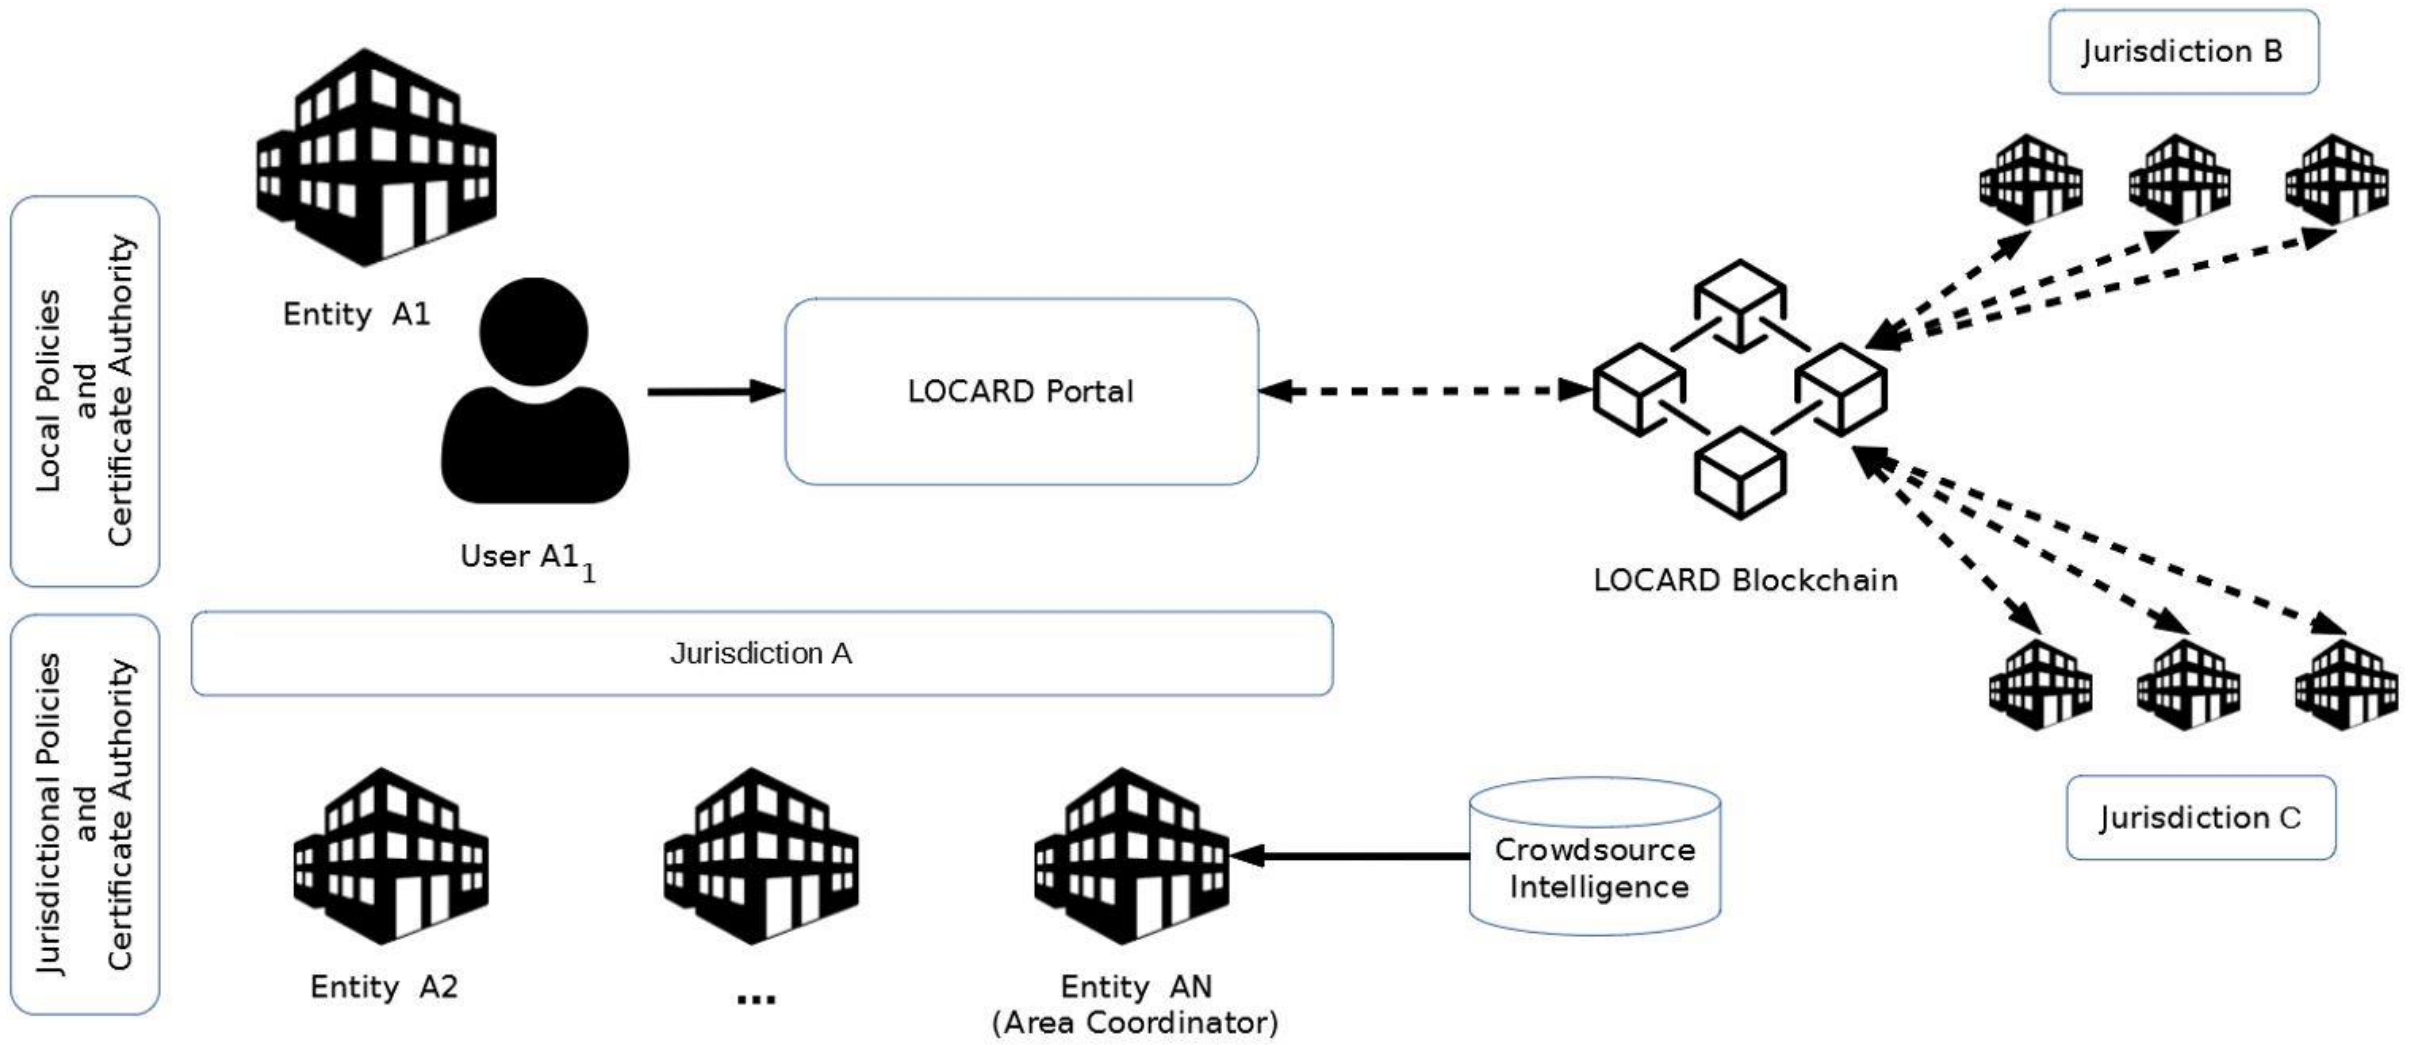 Jurisdiction B
Local Policies
and
Certificate Authority
Entity A1
LOCARD Portal
User A1₁
LOCARD Blockchain
Jurisdictional Policies
and
Certificate Authority
Jurisdiction A
Crowdsource
Intelligence
Jurisdiction C
Entity A2
...
Entity AN
(Area Coordinator)